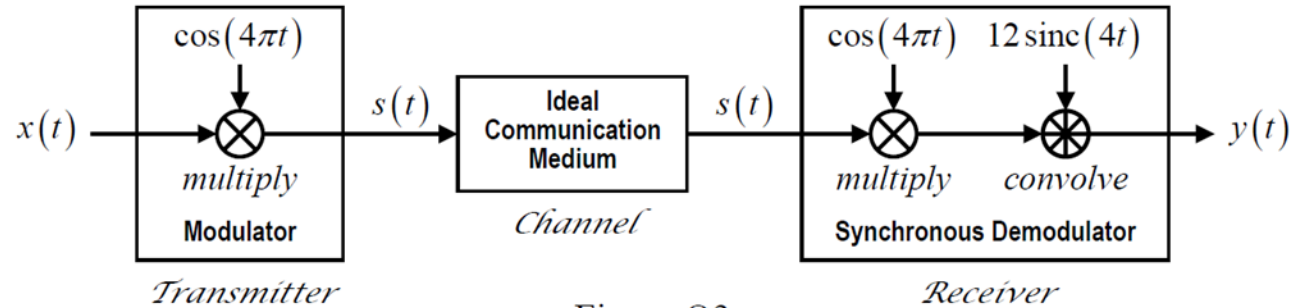 cos(4πt)
cos(4πt) 12 sinc(4t)
x(t)
s(t)
Ideal
Communication
Medium
s(t)
y(t)
multiply
multiply
convolve
Modulator
Channel
Synchronous Demodulator
Transmitter
Receiver